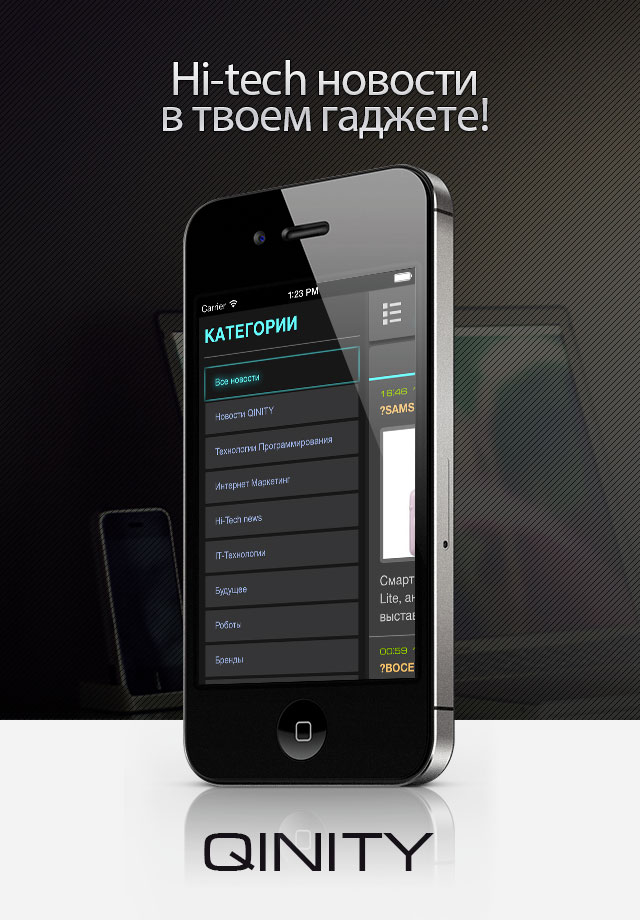 Hi-tech новости
в твоем гаджете!
Carrier 1:23 PM
КАТЕГОРИИ
Все новости
Новости QINITY
Технологии Программирования
Интернет Маркетинг
Hi-Tech news
IT-Технологии
Будущее
Роботы
Бренды
18:46
?SAMS
Смарт
Lite, ан
выстав
00:59
?ВОСЕ
QINITY